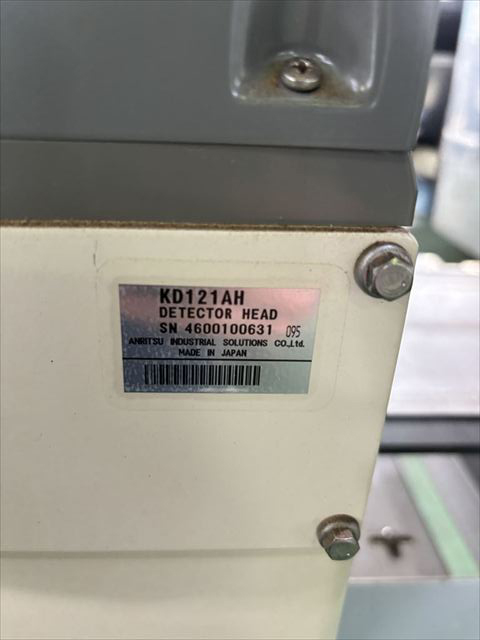 KD121AH
DETECTOR HEAD
SN 4600100631 095
ANRITSU INDUSTRIAL SOLUTIONS CO.,Ltd.
MADE IN JAPAN